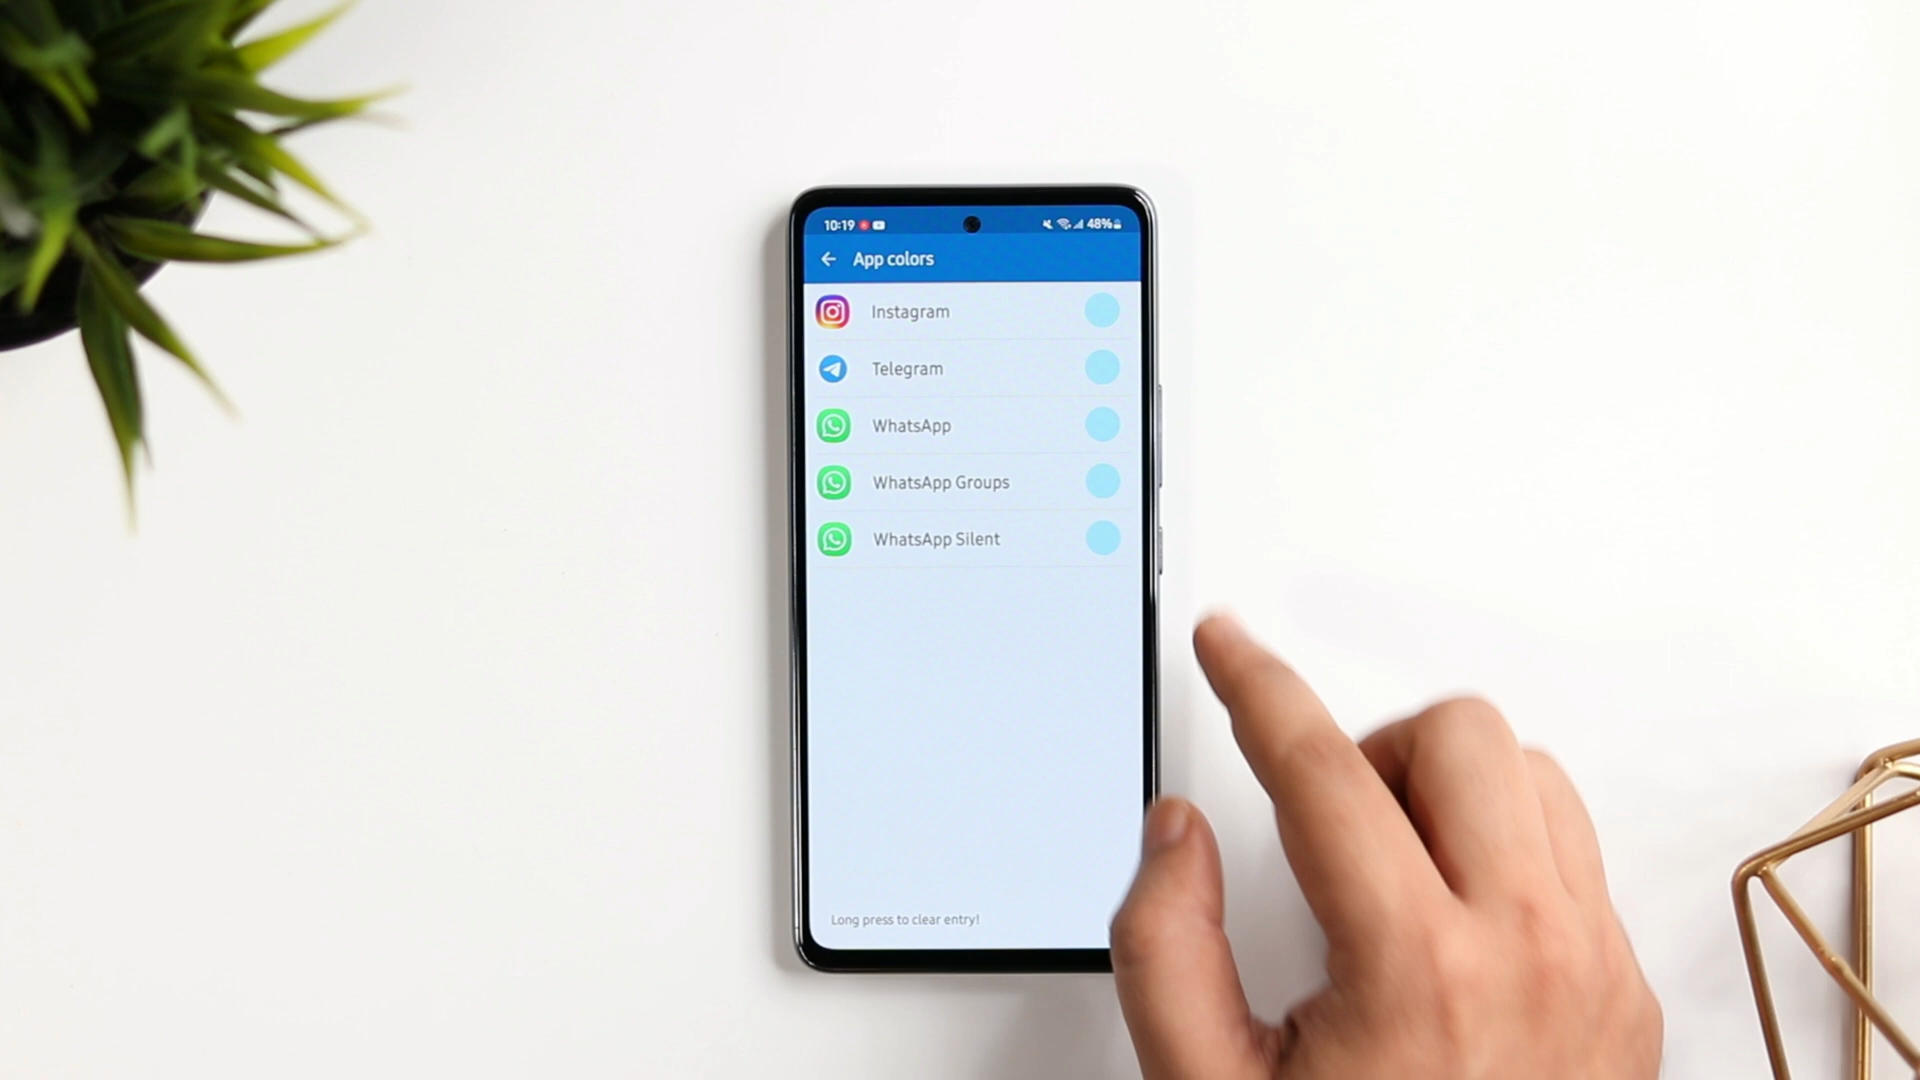 10:19 48%
App colors
Instagram
Telegram
WhatsApp
WhatsApp Groups
WhatsApp Silent
Long press to clear entry!